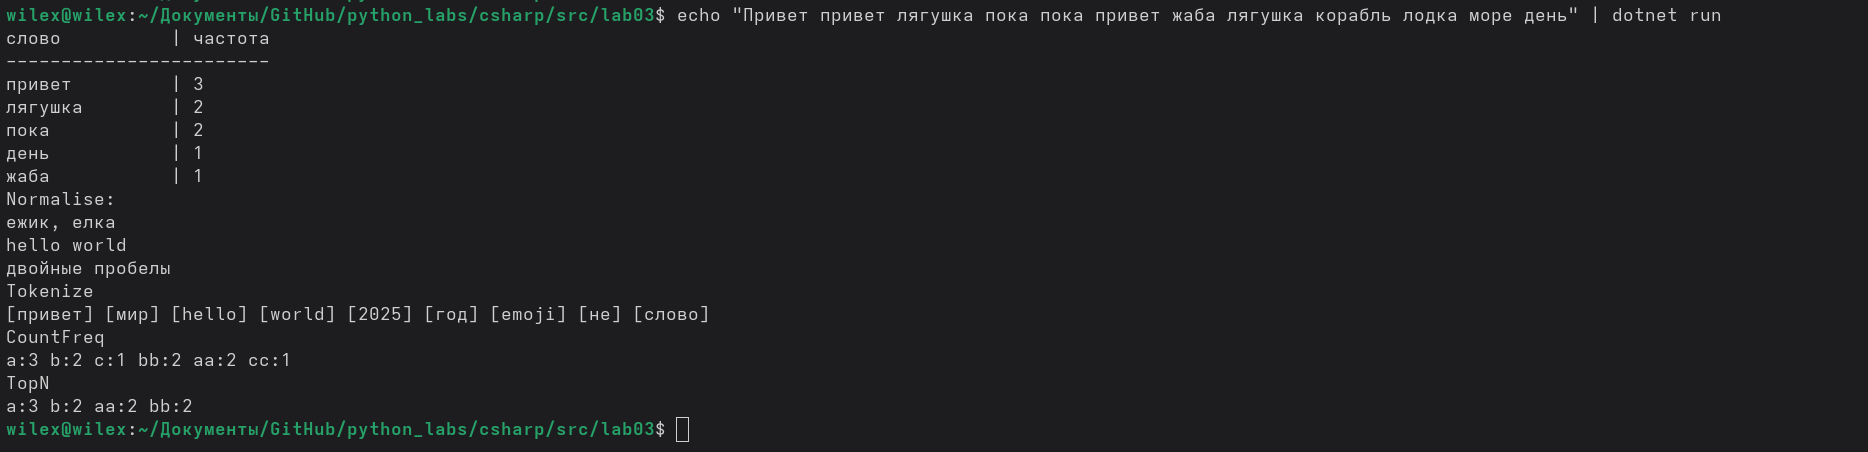 wilex@wilex:~/Документы/GitHub/python_labs/csharp/src/lab03$ echo "Привет привет лягушка пока пока привет жаба лягушка корабль лодка море день" | dotnet run
слово          | частота
------------------------
привет         | 3
лягушка        | 2
пока           | 2
день           | 1
жаба           | 1
Normalise:
ежик, елка
hello world
двойные пробелы
Tokenize
[привет] [мир] [hello] [world] [2025] [год] [emoji] [не] [слово]
CountFreq
a:3 b:2 c:1 bb:2 aa:2 cc:1
TopN
a:3 b:2 aa:2 bb:2
wilex@wilex:~/Документы/GitHub/python_labs/csharp/src/lab03$